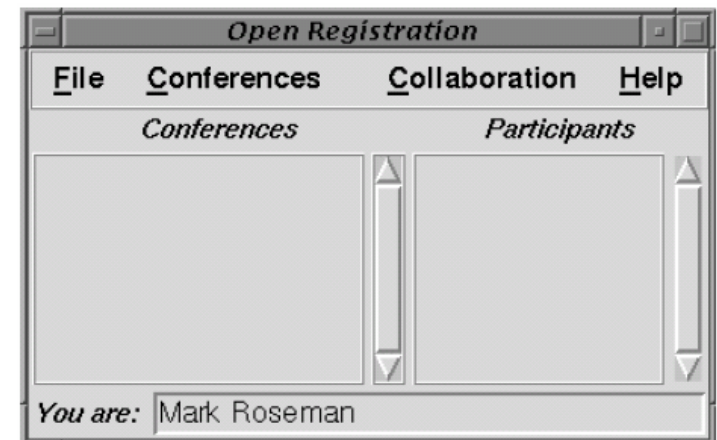 Open Registration
File Conferences Collaboration Help
Conferences Participants
You are: Mark Roseman